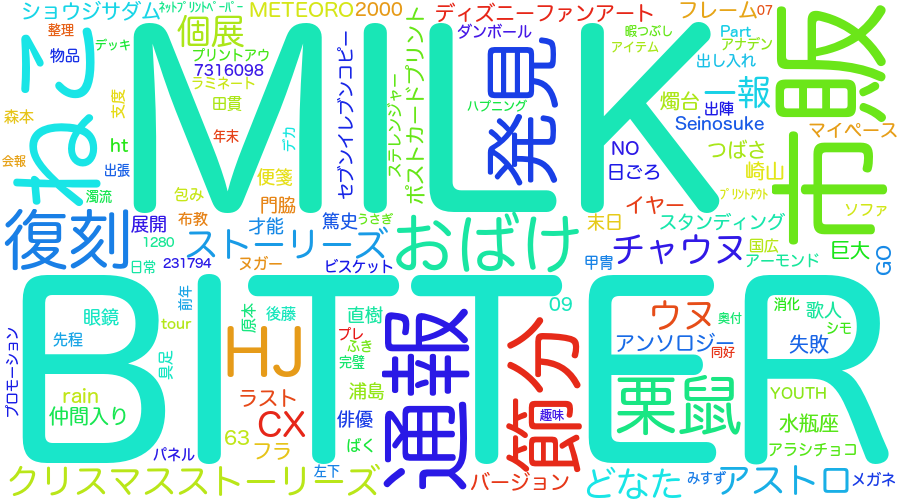 ショウジサダム
ネットプリントペーパー
METEORO
2000
ディズニーファンアート
フレーム
07
整理
個展
デッキ
物品
プリントアウ
7316098
ラミネート
田貫
ねこ
MILK
ダンボール
発見
暇つぶし
Part
アナデン
アイテム
出し入れ
市販
支度
森本
ht
会報
出張
年末
デカ
セブンイレブンコピー
ステレンジャー
ポストカードプリント
ハプニング
燭台
一報
出陣
Seinosuke
マイペース
NO
日ごろ
つばさ
崎山
濁流
包み
便箋
門脇
布教
才能
篤史
うさぎ
イヤー
末日
スタンディング
プリントアウト
ソファ
復刻
展開
1280
日常
231794
ストーリーズ
ヌガー
ビスケット
おばけ
チャウヌ
甲冑
国広
アーモンド
巨大
GO
BITTER
前年
眼鏡
先程
tour
具足
原本
後藤
HJ
直樹
プレ
ふき
完璧
通報
09
節分
ウヌ
奥付
アンソロジー
同好
消化
歌人
シモ
失敗
プロモーション
rain
仲間入り
ラスト
CX
浦島
俳優
ぱく
趣味
栗鼠
YOUTH
水瓶座
アラシチョコ
63
フラ
パネル
左下
クリスマスストーリーズ
バージョン
どなた
みすず
アストロ
メガネ